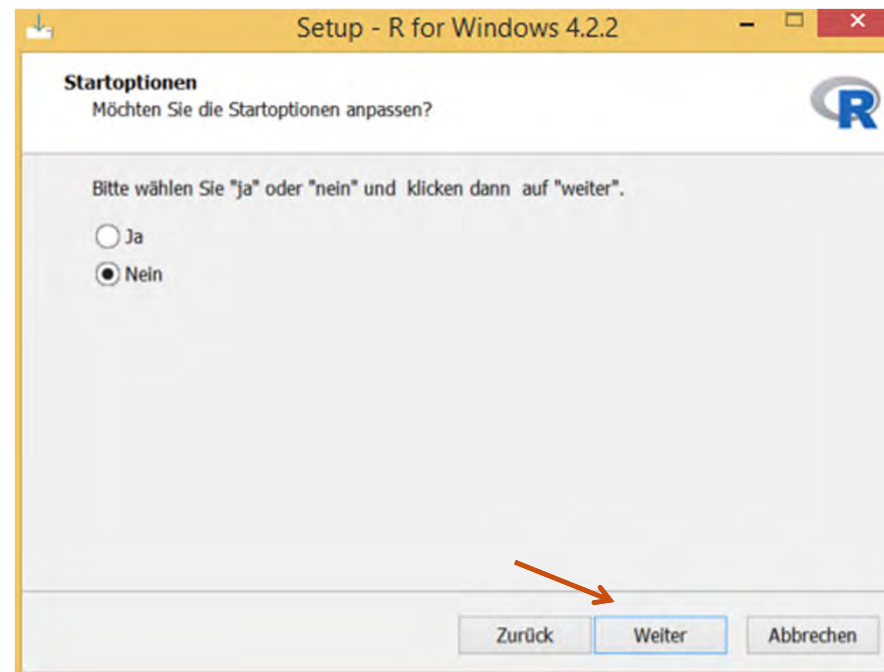 Setup - R for Windows 4.2.2
Startoptionen
Möchten Sie die Startoptionen anpassen?
R
Bitte wählen Sie "ja" oder "nein" und klicken dann auf "weiter".
Ja
Nein
Zurück
Weiter
Abbrechen